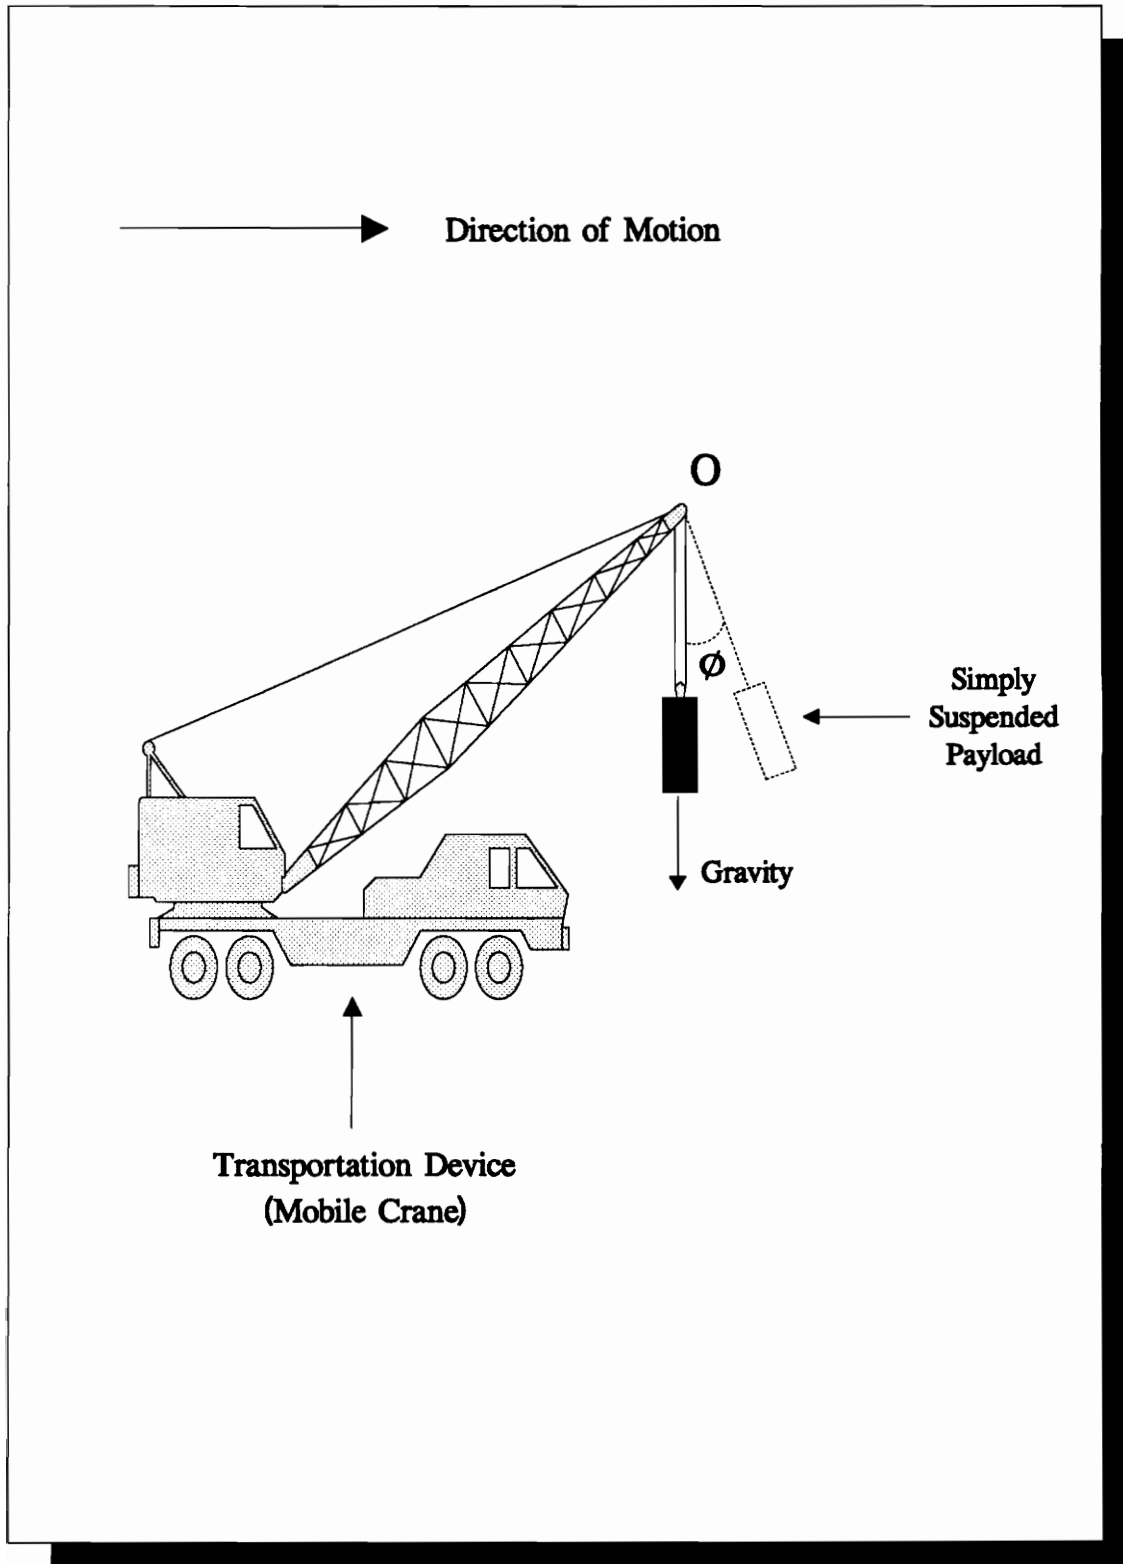 Direction of Motion
O
Ø
Simply
Suspended
Payload
Gravity
Transportation Device
(Mobile Crane)